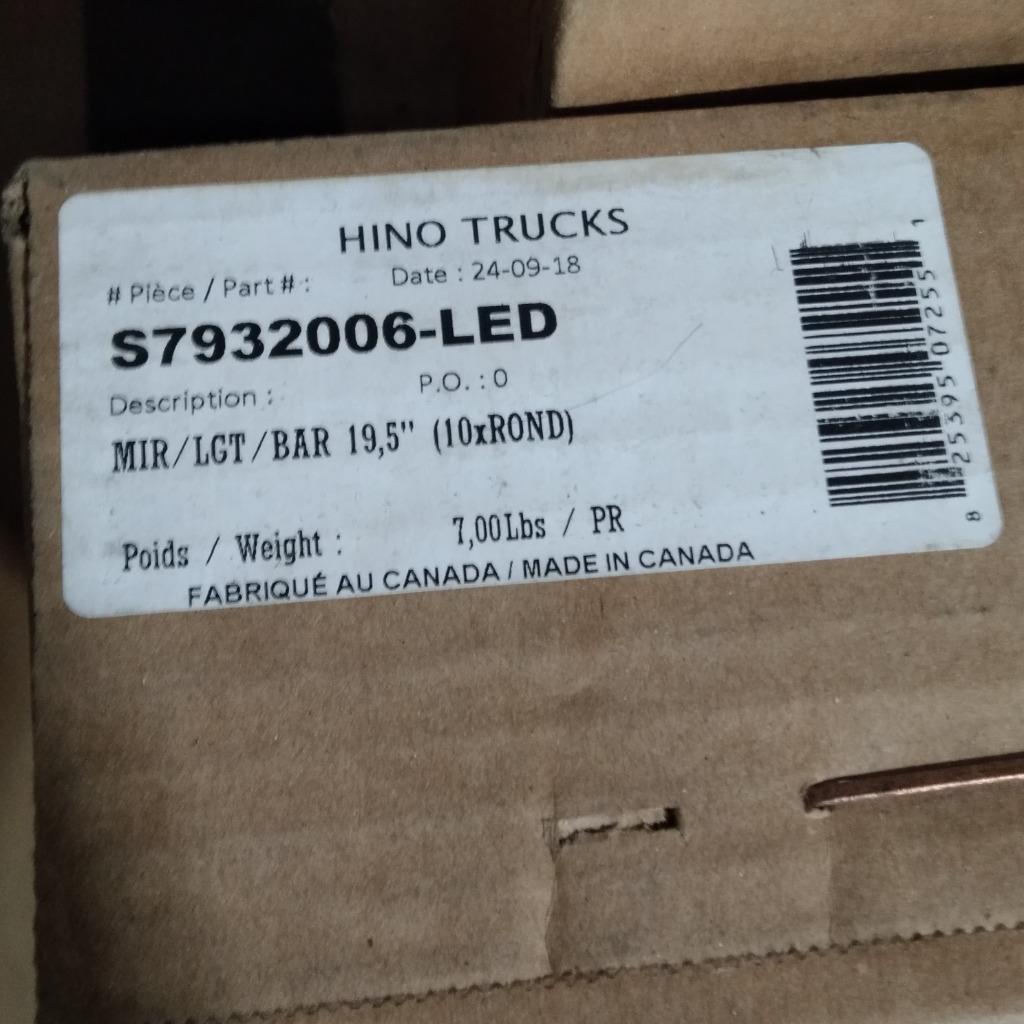 HINO TRUCKS
# Pièce / Part # :
Date : 24-09-18
S7932006-LED
Description :
P.O. : 0
MIR/LGT/BAR 19,5" (10xROND)
Poids / Weight :
7,00Lbs / PR
FABRIQUÉ AU CANADA / MADE IN CANADA
8 25395 07255 1